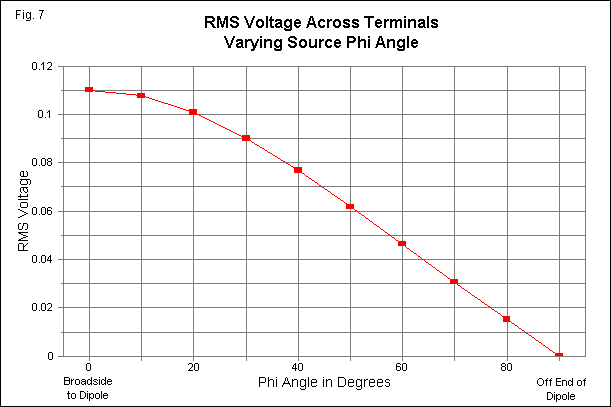 Fig. 7
RMS Voltage Across Terminals
Varying Source Phi Angle
0.12
0.1
0.08
0.06
0.04
0.02
0
RMS Voltage
0
20
40
60
80
Broadside
to Dipole
Phi Angle in Degrees
Off End of
Dipole